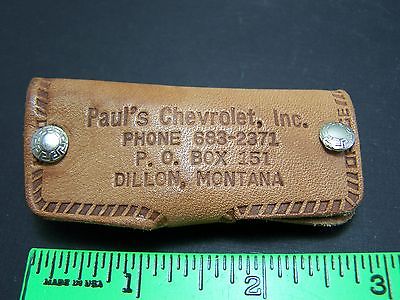 Paul's Chevrolet, Inc.
PHONE 683-2371
P. O. BOX 151
DILLON, MONTANA
MADE IN USA
1 2 3